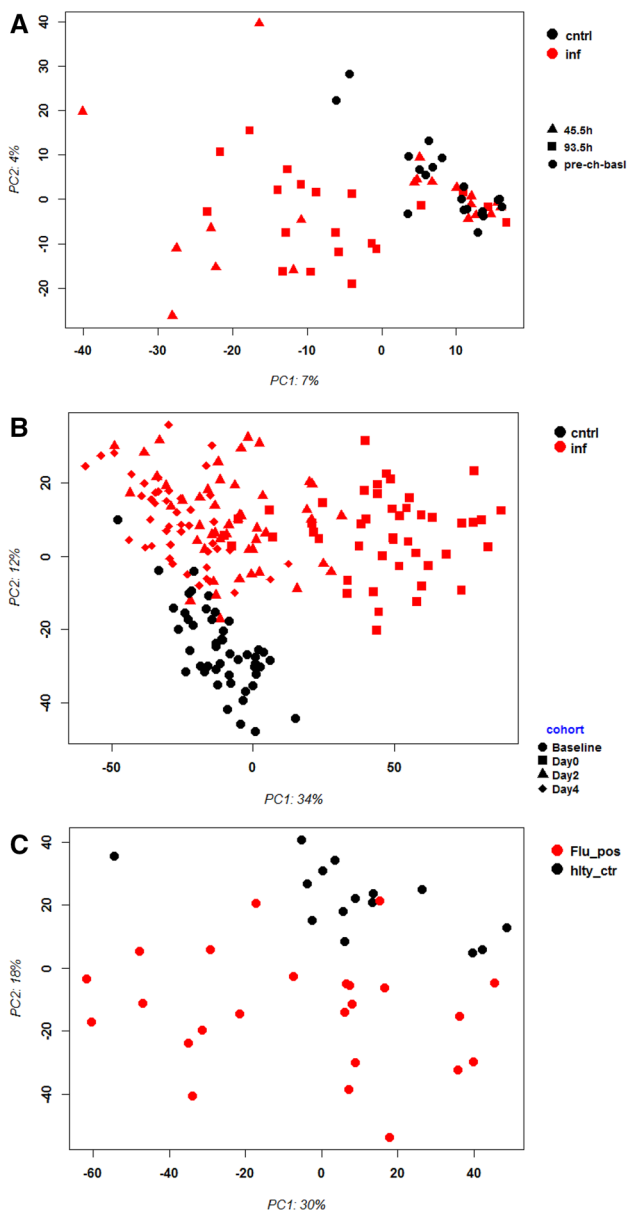 A
cntrl
inf
45.5h
93.5h
pre-ch-basl
40
30
20
10
0
-10
-20
PC2: 4%
-40 -30 -20 -10 0 10
PC1: 7%
B
cntrl
inf
20
0
20
40
PC2: 12%
-50 0 50
PC1: 34%
cohort
Baseline
Day0
Day2
Day4
C
Flu_pos
hlty_ctr
40
20
0
20
40
PC2: 18%
-60 -40 -20 0 20 40
PC1: 30%